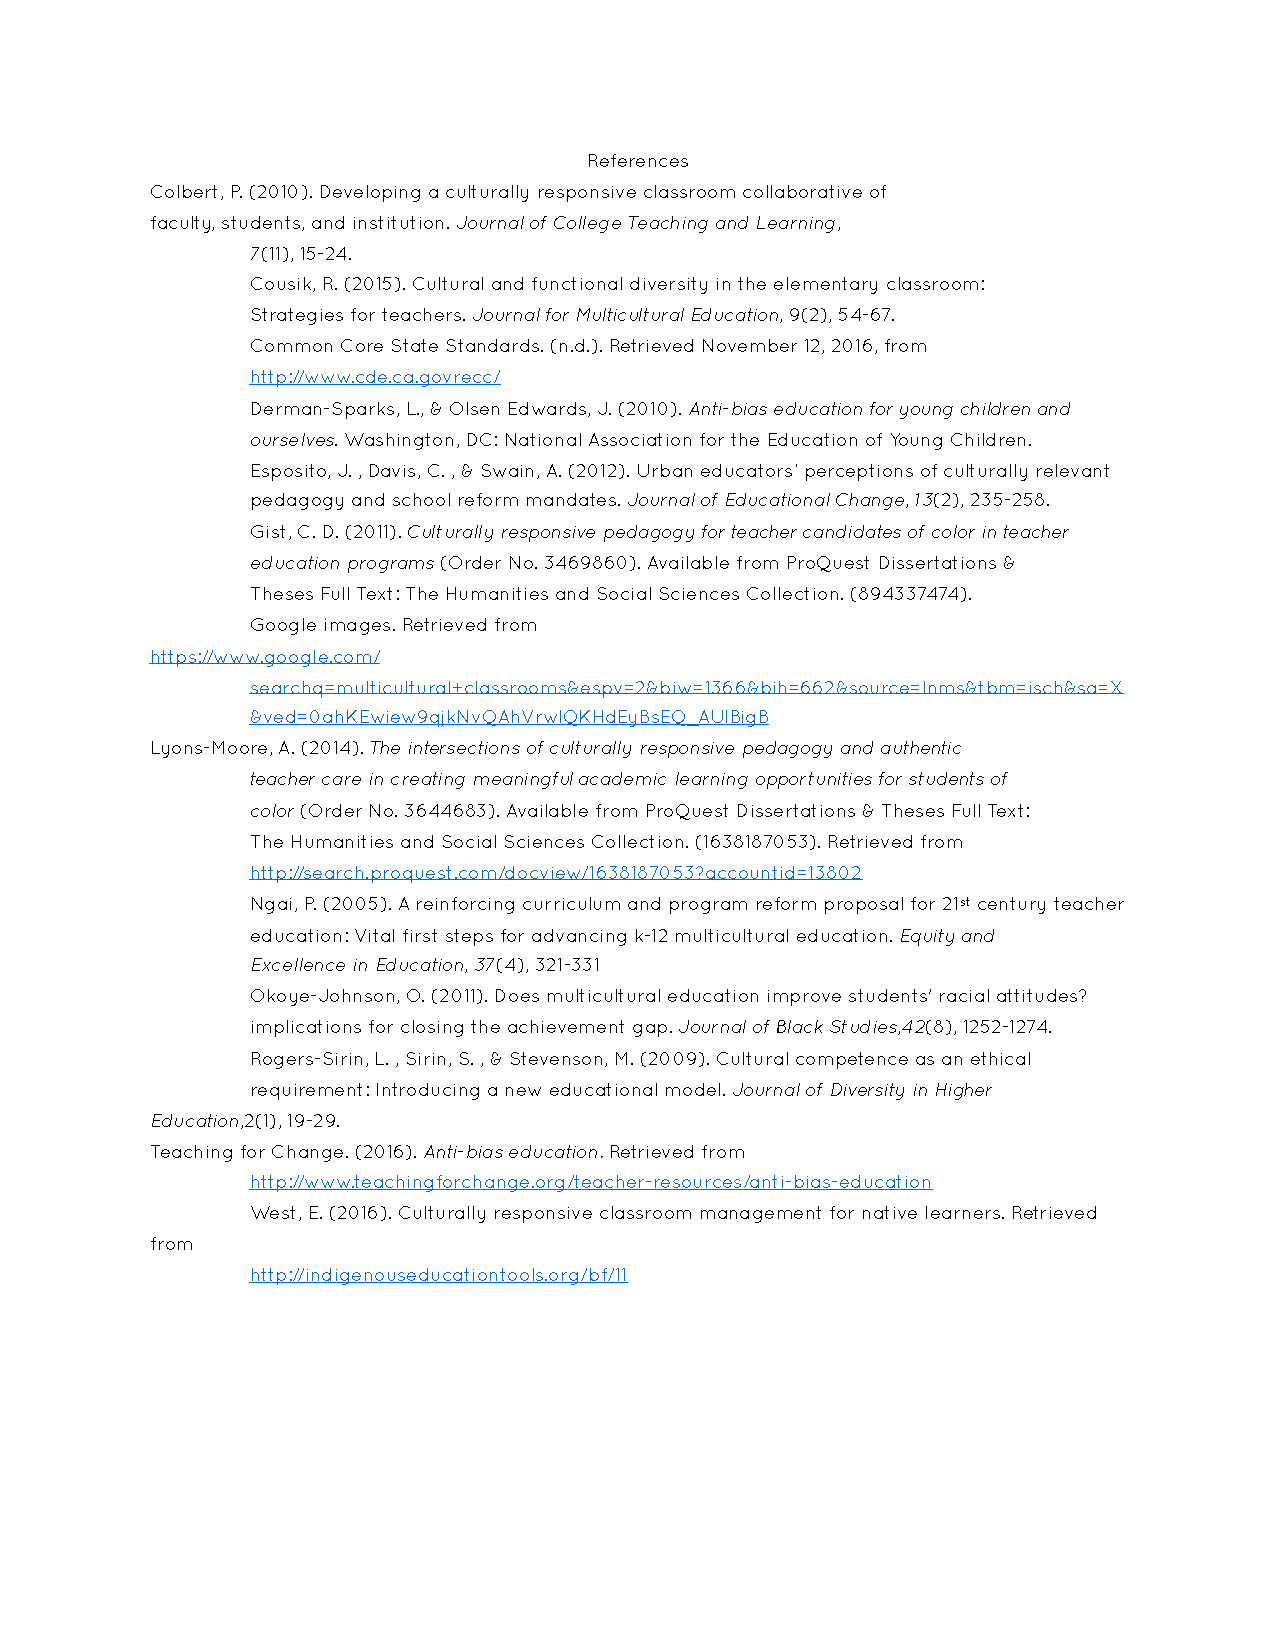 References
Colbert, P. (2010). Developing a culturally responsive classroom collaborative of
faculty, students, and institution. Journal of College Teaching and Learning,
7(11), 15-24.
Cousik, R. (2015). Cultural and functional diversity in the elementary classroom:
Strategies for teachers. Journal for Multicultural Education, 9(2), 54-67.
Common Core State Standards. (n.d.). Retrieved November 12, 2016, from
http://www.cde.ca.govrecc/
Derman-Sparks, L., & Olsen Edwards, J. (2010). Anti-bias education for young children and
ourselves. Washington, DC: National Association for the Education of Young Children.
Esposito, J. , Davis, C. , & Swain, A. (2012). Urban educators' perceptions of culturally relevant
pedagogy and school reform mandates. Journal of Educational Change, 13(2), 235-258.
Gist, C. D. (2011). Culturally responsive pedagogy for teacher candidates of color in teacher
education programs (Order No. 3469860). Available from ProQuest Dissertations &
Theses Full Text: The Humanities and Social Sciences Collection. (894337474).
Google images. Retrieved from
https://www.google.com/
searchq=multicultural+classrooms&espv=2&biw=1366&bih=662&source=lnms&tbm=isch&sa=X
&ved=0ahKEwiew9qjkNvQAhVrwlQKHdEyBsEQ_AUIBigB
Lyons-Moore, A. (2014). The intersections of culturally responsive pedagogy and authentic
teacher care in creating meaningful academic learning opportunities for students of
color (Order No. 3644683). Available from ProQuest Dissertations & Theses Full Text:
The Humanities and Social Sciences Collection. (1638187053). Retrieved from
http://search.proquest.com/docview/1638187053?accountid=13802
Ngai, P. (2005). A reinforcing curriculum and program reform proposal for 21st century teacher
education: Vital first steps for advancing k-12 multicultural education. Equity and
Excellence in Education, 37(4), 321-331
Okoye-Johnson, O. (2011). Does multicultural education improve students' racial attitudes?
implications for closing the achievement gap. Journal of Black Studies,42(8), 1252-1274.
Rogers-Sirin, L. , Sirin, S. , & Stevenson, M. (2009). Cultural competence as an ethical
requirement: Introducing a new educational model. Journal of Diversity in Higher
Education,2(1), 19-29.
Teaching for Change. (2016). Anti-bias education. Retrieved from
http://www.teachingforchange.org/teacher-resources/anti-bias-education
West, E. (2016). Culturally responsive classroom management for native learners. Retrieved
from
http://indigenouseducationtools.org/bf/11